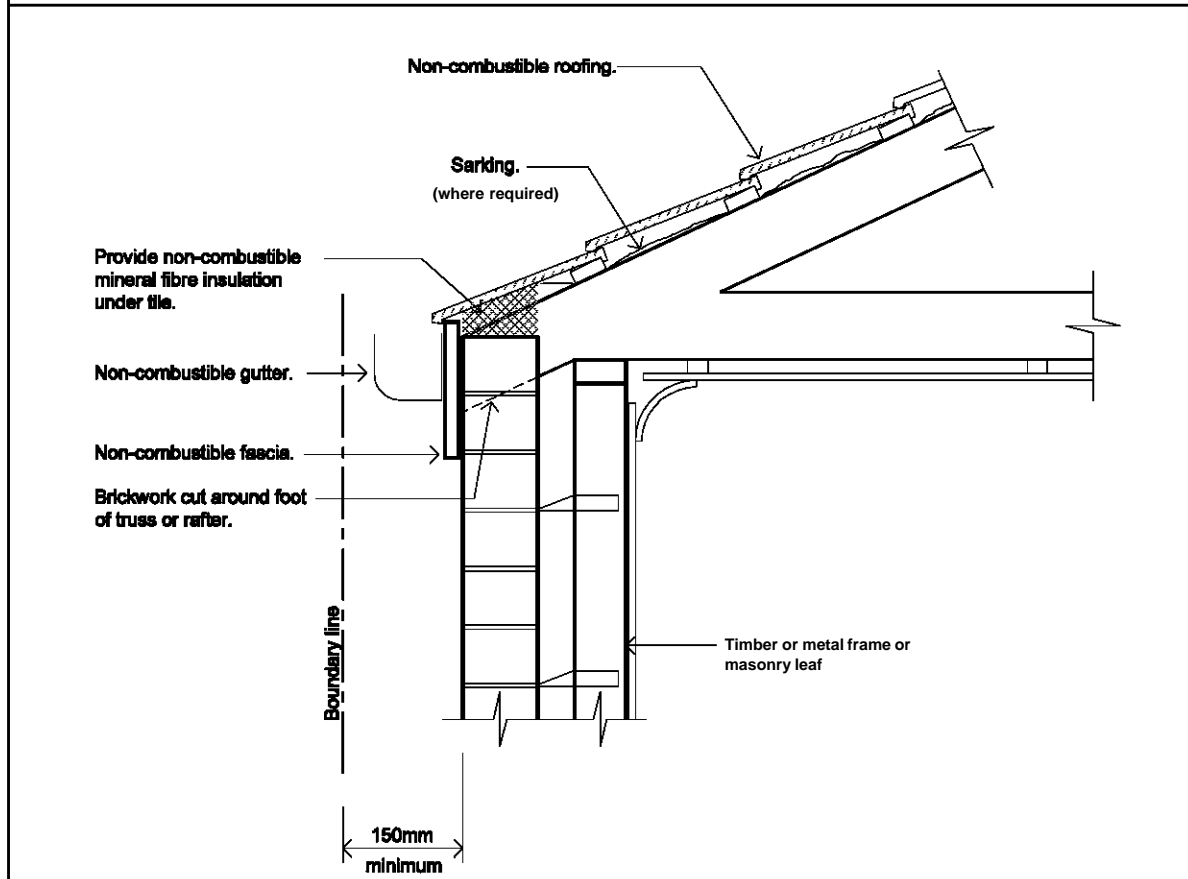 Non-combustible roofing.
Sarking.
(where required)
Provide non-combustible
mineral fibre insulation
under tile.
Non-combustible gutter.
Non-combustible fascia.
Brickwork cut around foot
of truss or rafter.
Boundary line
Timber or metal frame or
masonry leaf
150mm
minimum